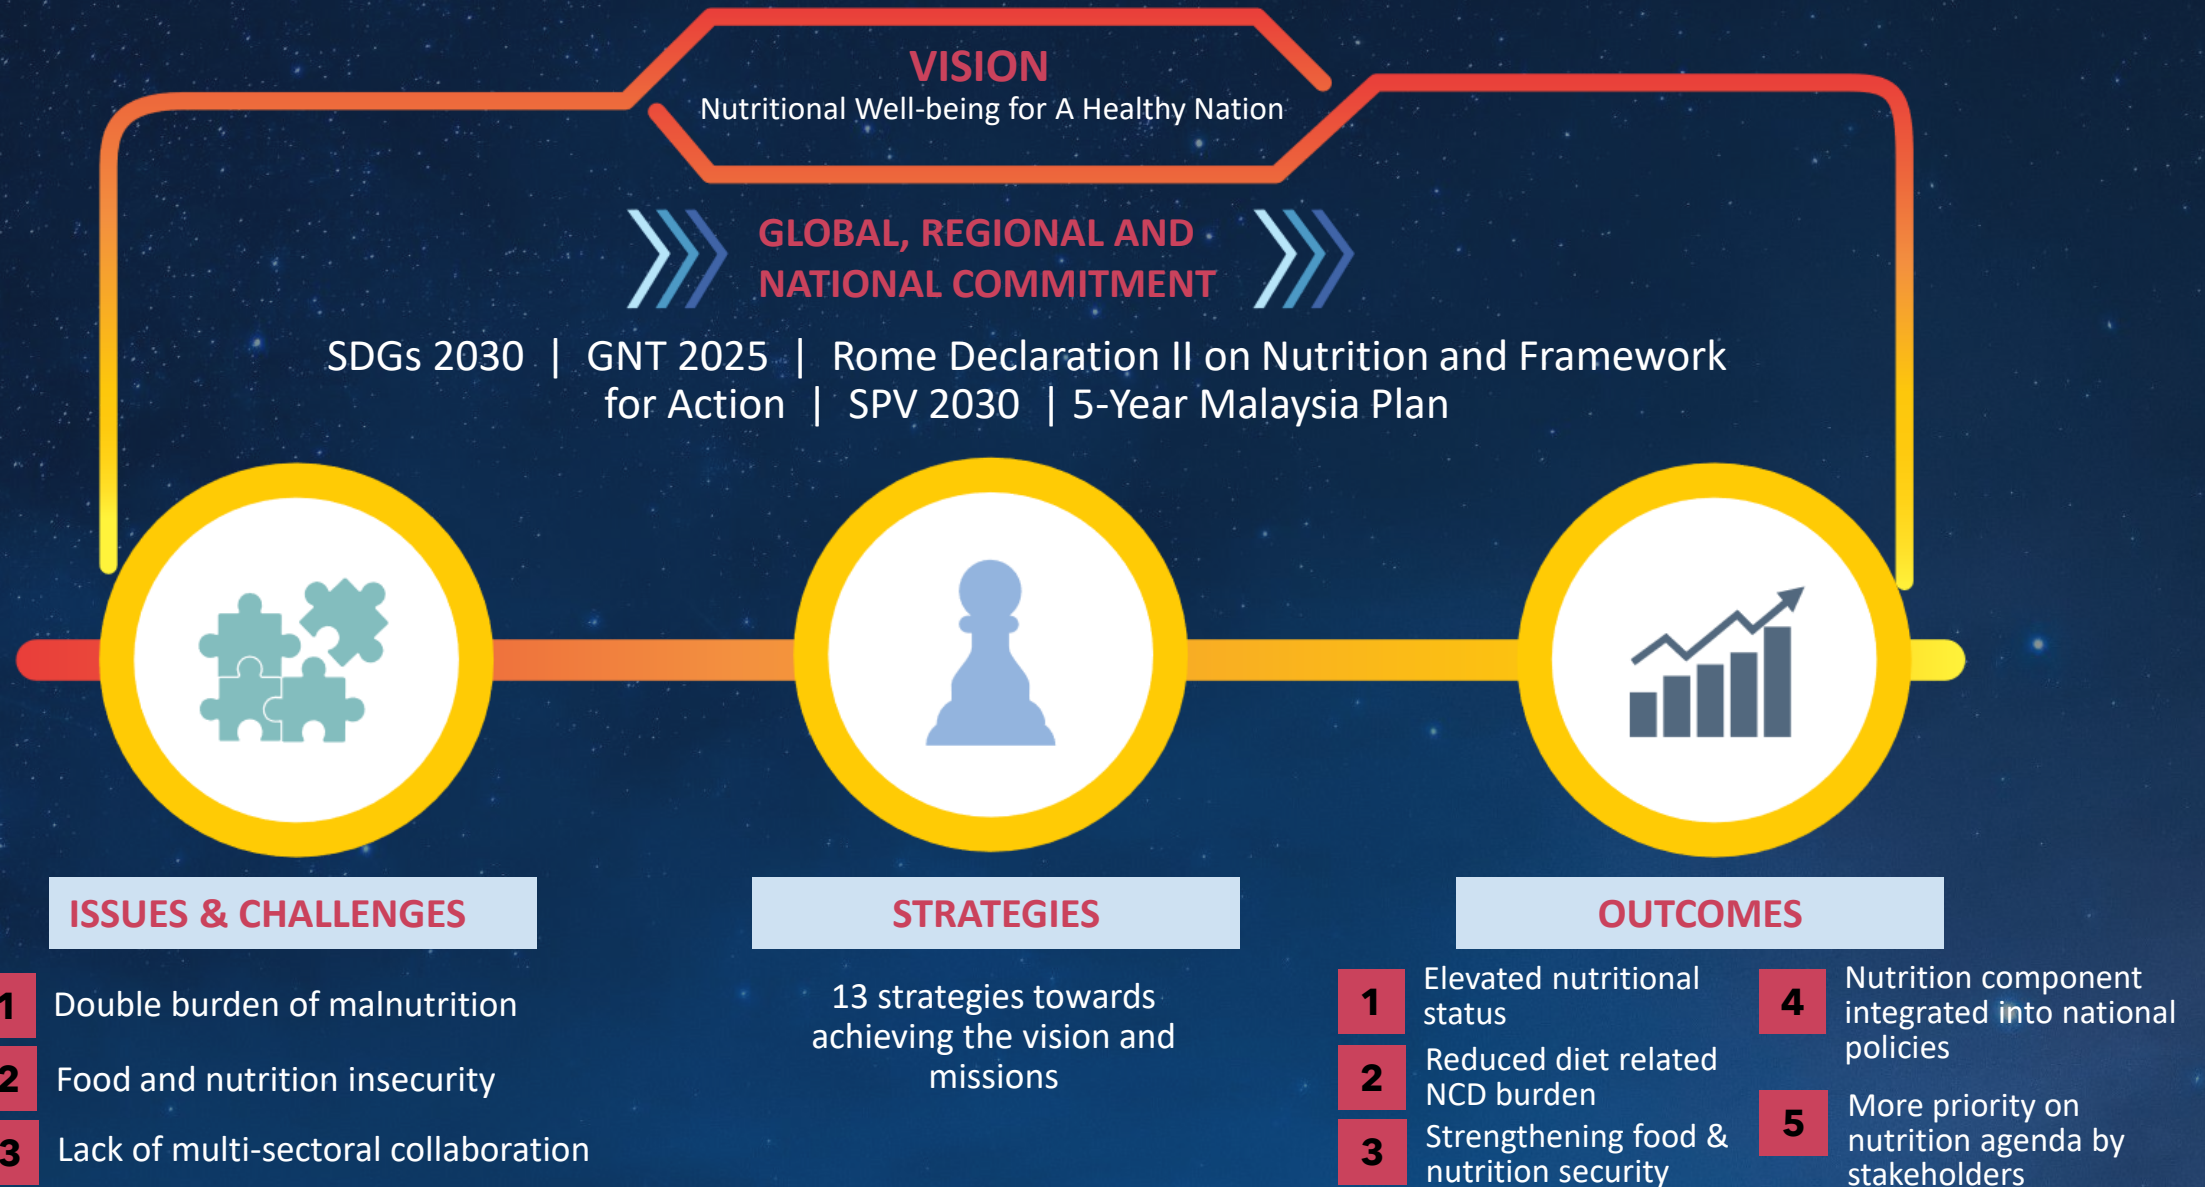 VISION
Nutritional Well-being for A Healthy Nation
GLOBAL, REGIONAL AND
NATIONAL COMMITMENT
SDGs 2030 | GNT 2025 | Rome Declaration II on Nutrition and Framework
for Action | SPV 2030 | 5-Year Malaysia Plan
ISSUES & CHALLENGES
1 Double burden of malnutrition
2 Food and nutrition insecurity
3 Lack of multi-sectoral collaboration
STRATEGIES
13 strategies towards
achieving the vision and
missions
OUTCOMES
1 Elevated nutritional
status
2 Reduced diet related
NCD burden
3 Strengthening food &
nutrition security
4 Nutrition component
integrated into national
policies
5 More priority on
nutrition agenda by
stakeholders